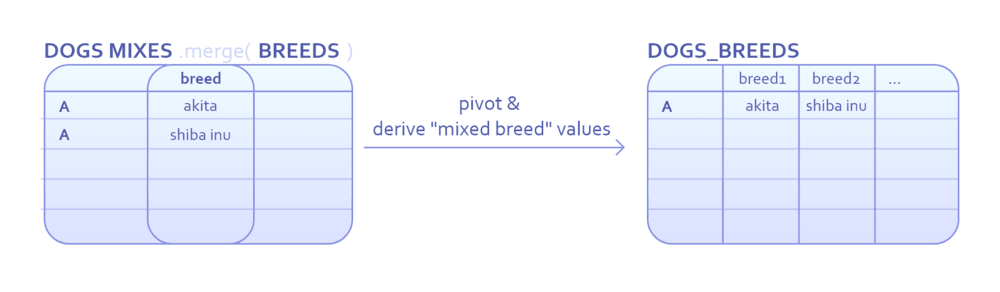 DOGS MIXES .merge( BREEDS )
breed
A akita
A shiba inu
pivot &
derive "mixed breed" values
DOGS_BREEDS
breed1 breed2 ...
A akita shiba inu